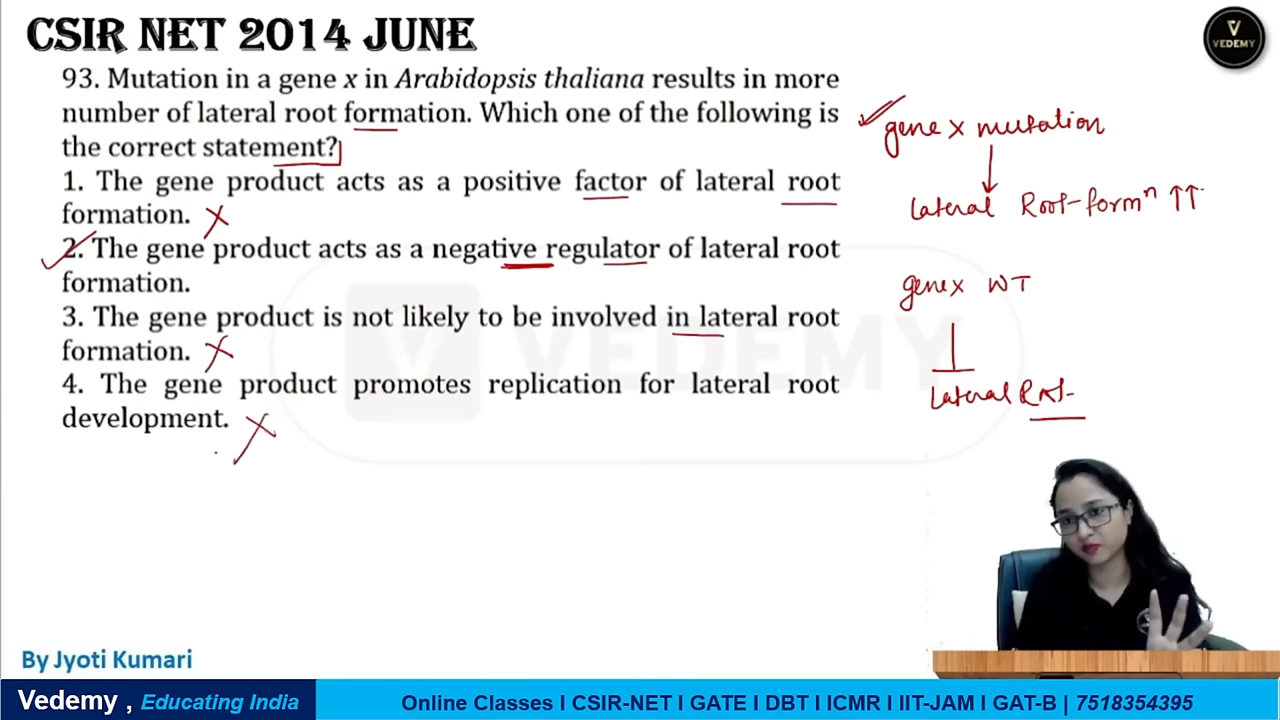 CSIR NET 2014 JUNE
V
VEDEMY
93. Mutation in a gene x in Arabidopsis thaliana results in more
number of lateral root formation. Which one of the following is
the correct statement?
1. The gene product acts as a positive factor of lateral root
formation.
2. The gene product acts as a negative regulator of lateral root
formation.
3. The gene product is not likely to be involved in lateral root
formation.
4. The gene product promotes replication for lateral root
development.
gene x mutation
lateral Root formⁿ ↑↑
gene x WT
lateral
VEDEMY
By Jyoti Kumari
Vedemy , Educating India
Online Classes I CSIR-NET I GATE I DBT I ICMR I IIT-JAM I GAT-B | 7518354395